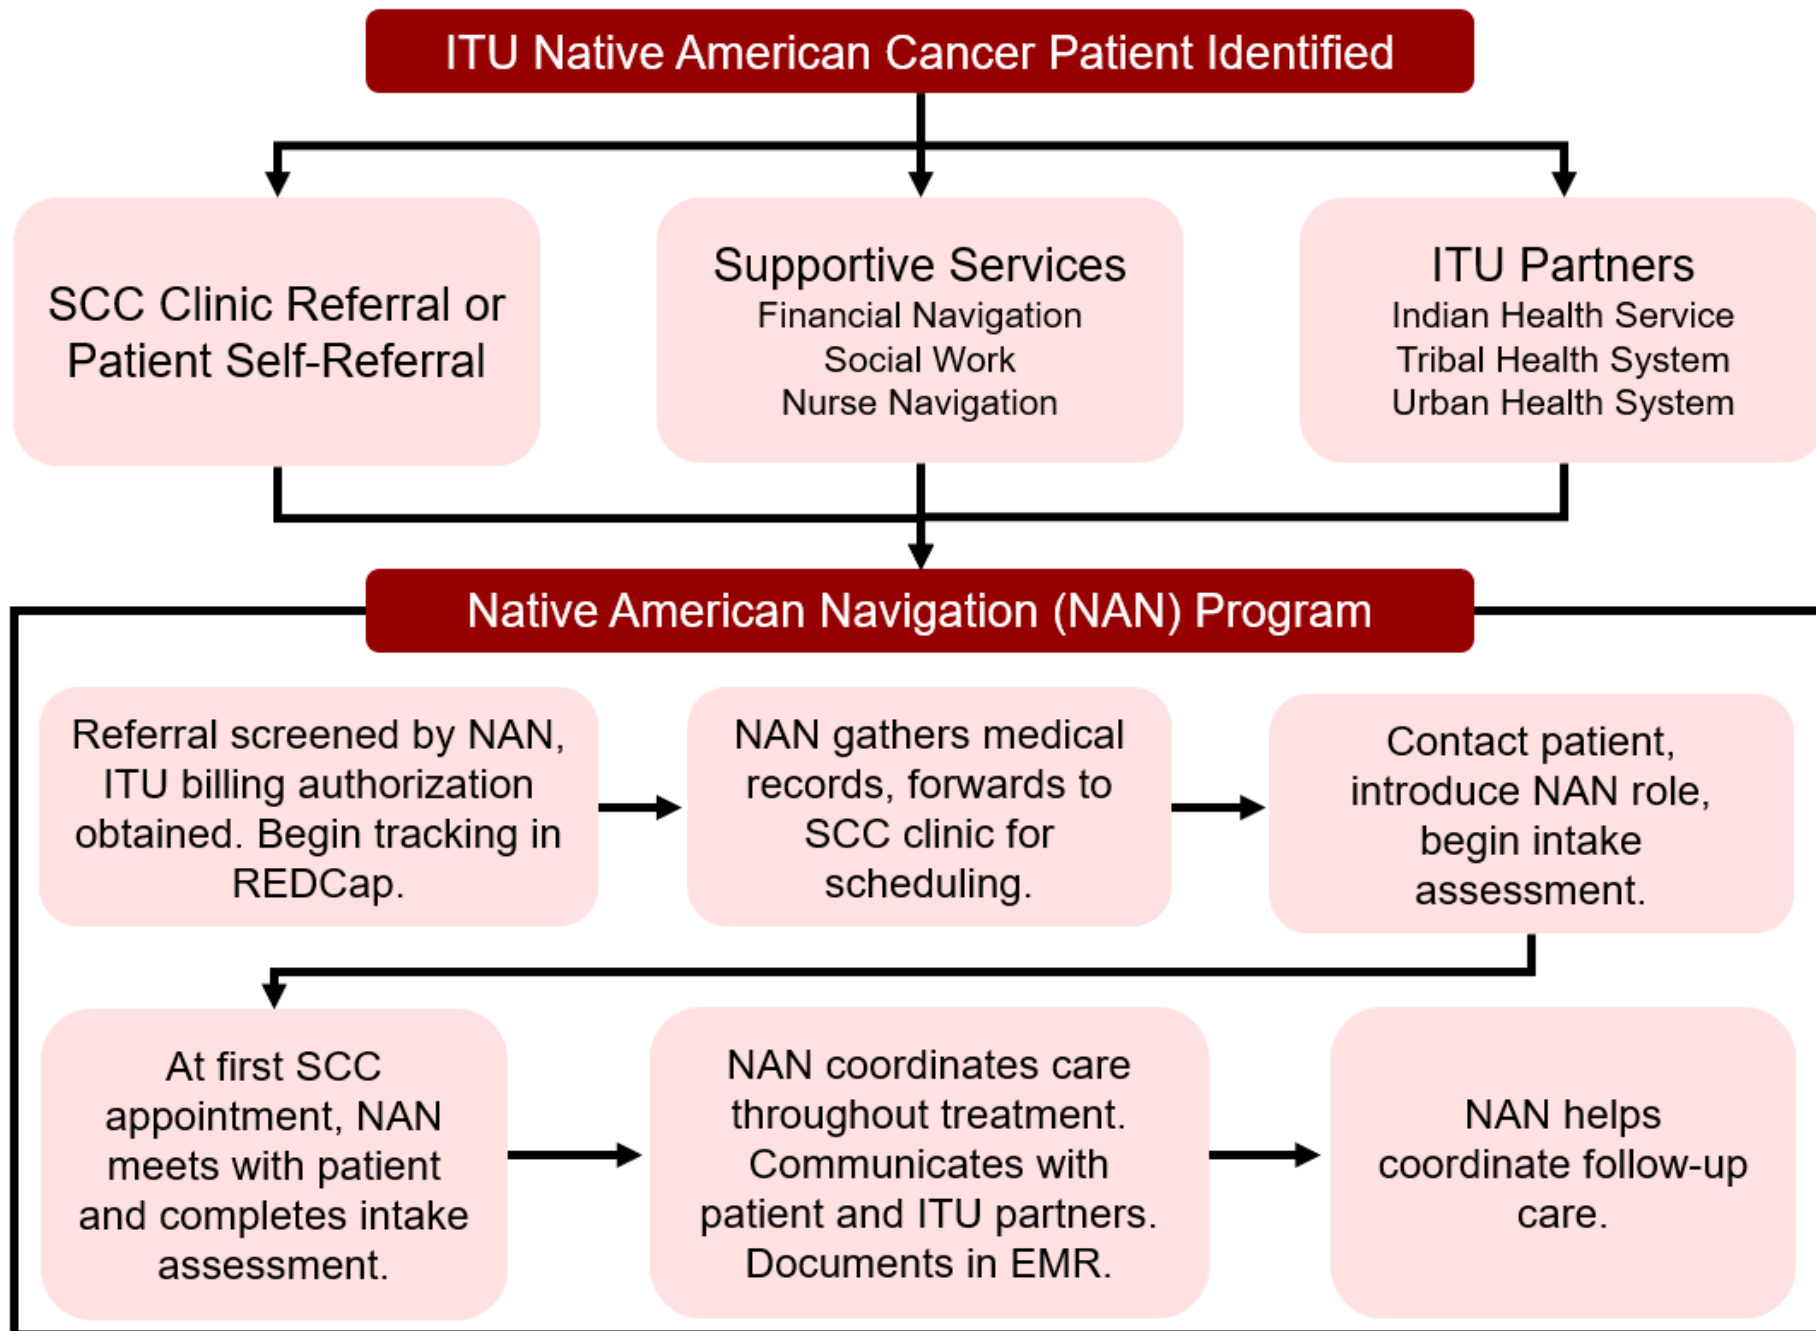 ITU Native American Cancer Patient Identified
SCC Clinic Referral or
Patient Self-Referral
Supportive Services
Financial Navigation
Social Work
Nurse Navigation
ITU Partners
Indian Health Service
Tribal Health System
Urban Health System
Native American Navigation (NAN) Program
Referral screened by NAN,
ITU billing authorization
obtained. Begin tracking in
REDCap.
NAN gathers medical
records, forwards to
SCC clinic for
scheduling.
Contact patient,
introduce NAN role,
begin intake
assessment.
At first SCC
appointment, NAN
meets with patient
and completes intake
assessment.
NAN coordinates care
throughout treatment.
Communicates with
patient and ITU partners.
Documents in EMR.
NAN helps
coordinate follow-up
care.